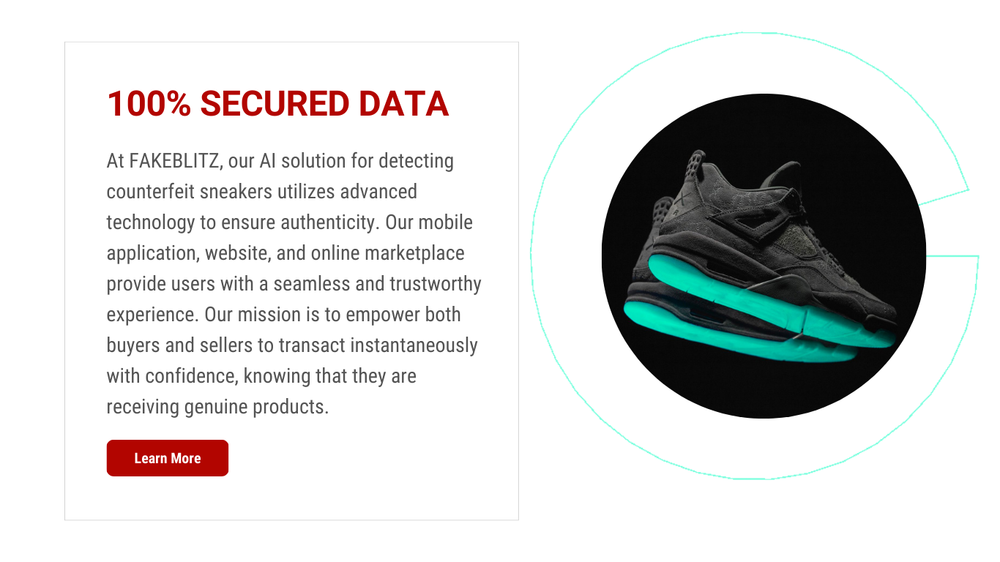 100% SECURED DATA
At FAKEBLITZ, our AI solution for detecting
counterfeit sneakers utilizes advanced
technology to ensure authenticity. Our mobile
application, website, and online marketplace
provide users with a seamless and trustworthy
experience. Our mission is to empower both
buyers and sellers to transact instantaneously
with confidence, knowing that they are
receiving genuine products.
Learn More